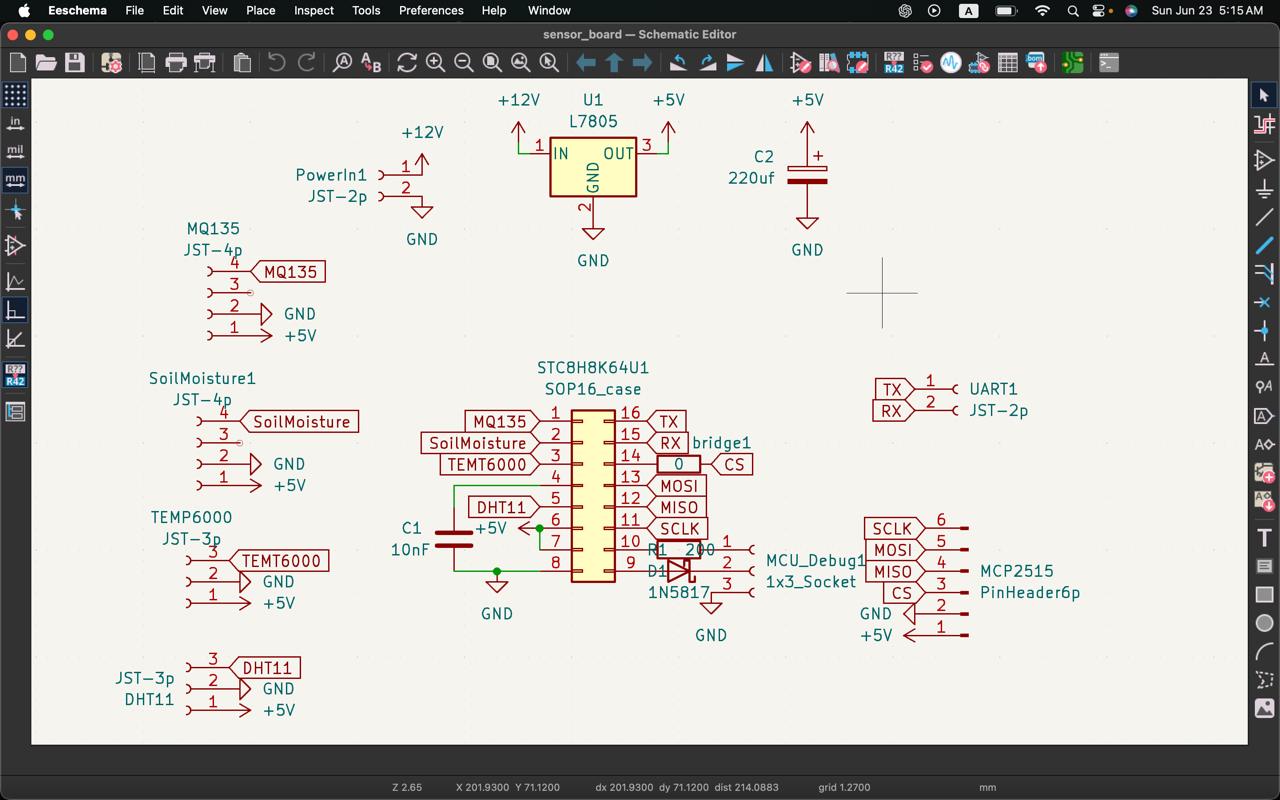 Eeschema File Edit View Place Inspect Tools Preferences Help Window A Sun Jun 23 5:15 AM
sensor_board — Schematic Editor
A B R?? R42 bom
in
mil
mm
R??
R42
+12V U1 +5V +5V
L7805
+12V
1 IN OUT 3
GND
2
GND
C2
220uf
+
GND
PowerIn1
JST-2p
1
2
GND
MQ135
JST-4p
4 MQ135
3
2 GND
1 +5V
SoilMoisture1
JST-4p
4 SoilMoisture
3
2 GND
1 +5V
TEMP6000
JST-3p
3 TEMT6000
2 GND
1 +5V
JST-3p
DHT11
3 DHT11
2 GND
1 +5V
STC8H8K64U1
SOP16_case
MQ135 1 16 TX
SoilMoisture 2 15 RX bridge1
TEMT6000 3 14 0 CS
4 13 MOSI
DHT11 5 12 MISO
+5V 6 11 SCLK
7 10 R1 200 1
8 9 D1 2
1N5817 3
C1
10nF
GND
MCU_Debug1
1x3_Socket
GND
TX 1 UART1
RX 2 JST-2p
SCLK 6
MOSI 5
MISO 4 MCP2515
CS 3 PinHeader6p
GND 2
+5V 1
Z 2.65 X 201.9300 Y 71.1200 dx 201.9300 dy 71.1200 dist 214.0883 grid 1.2700 mm